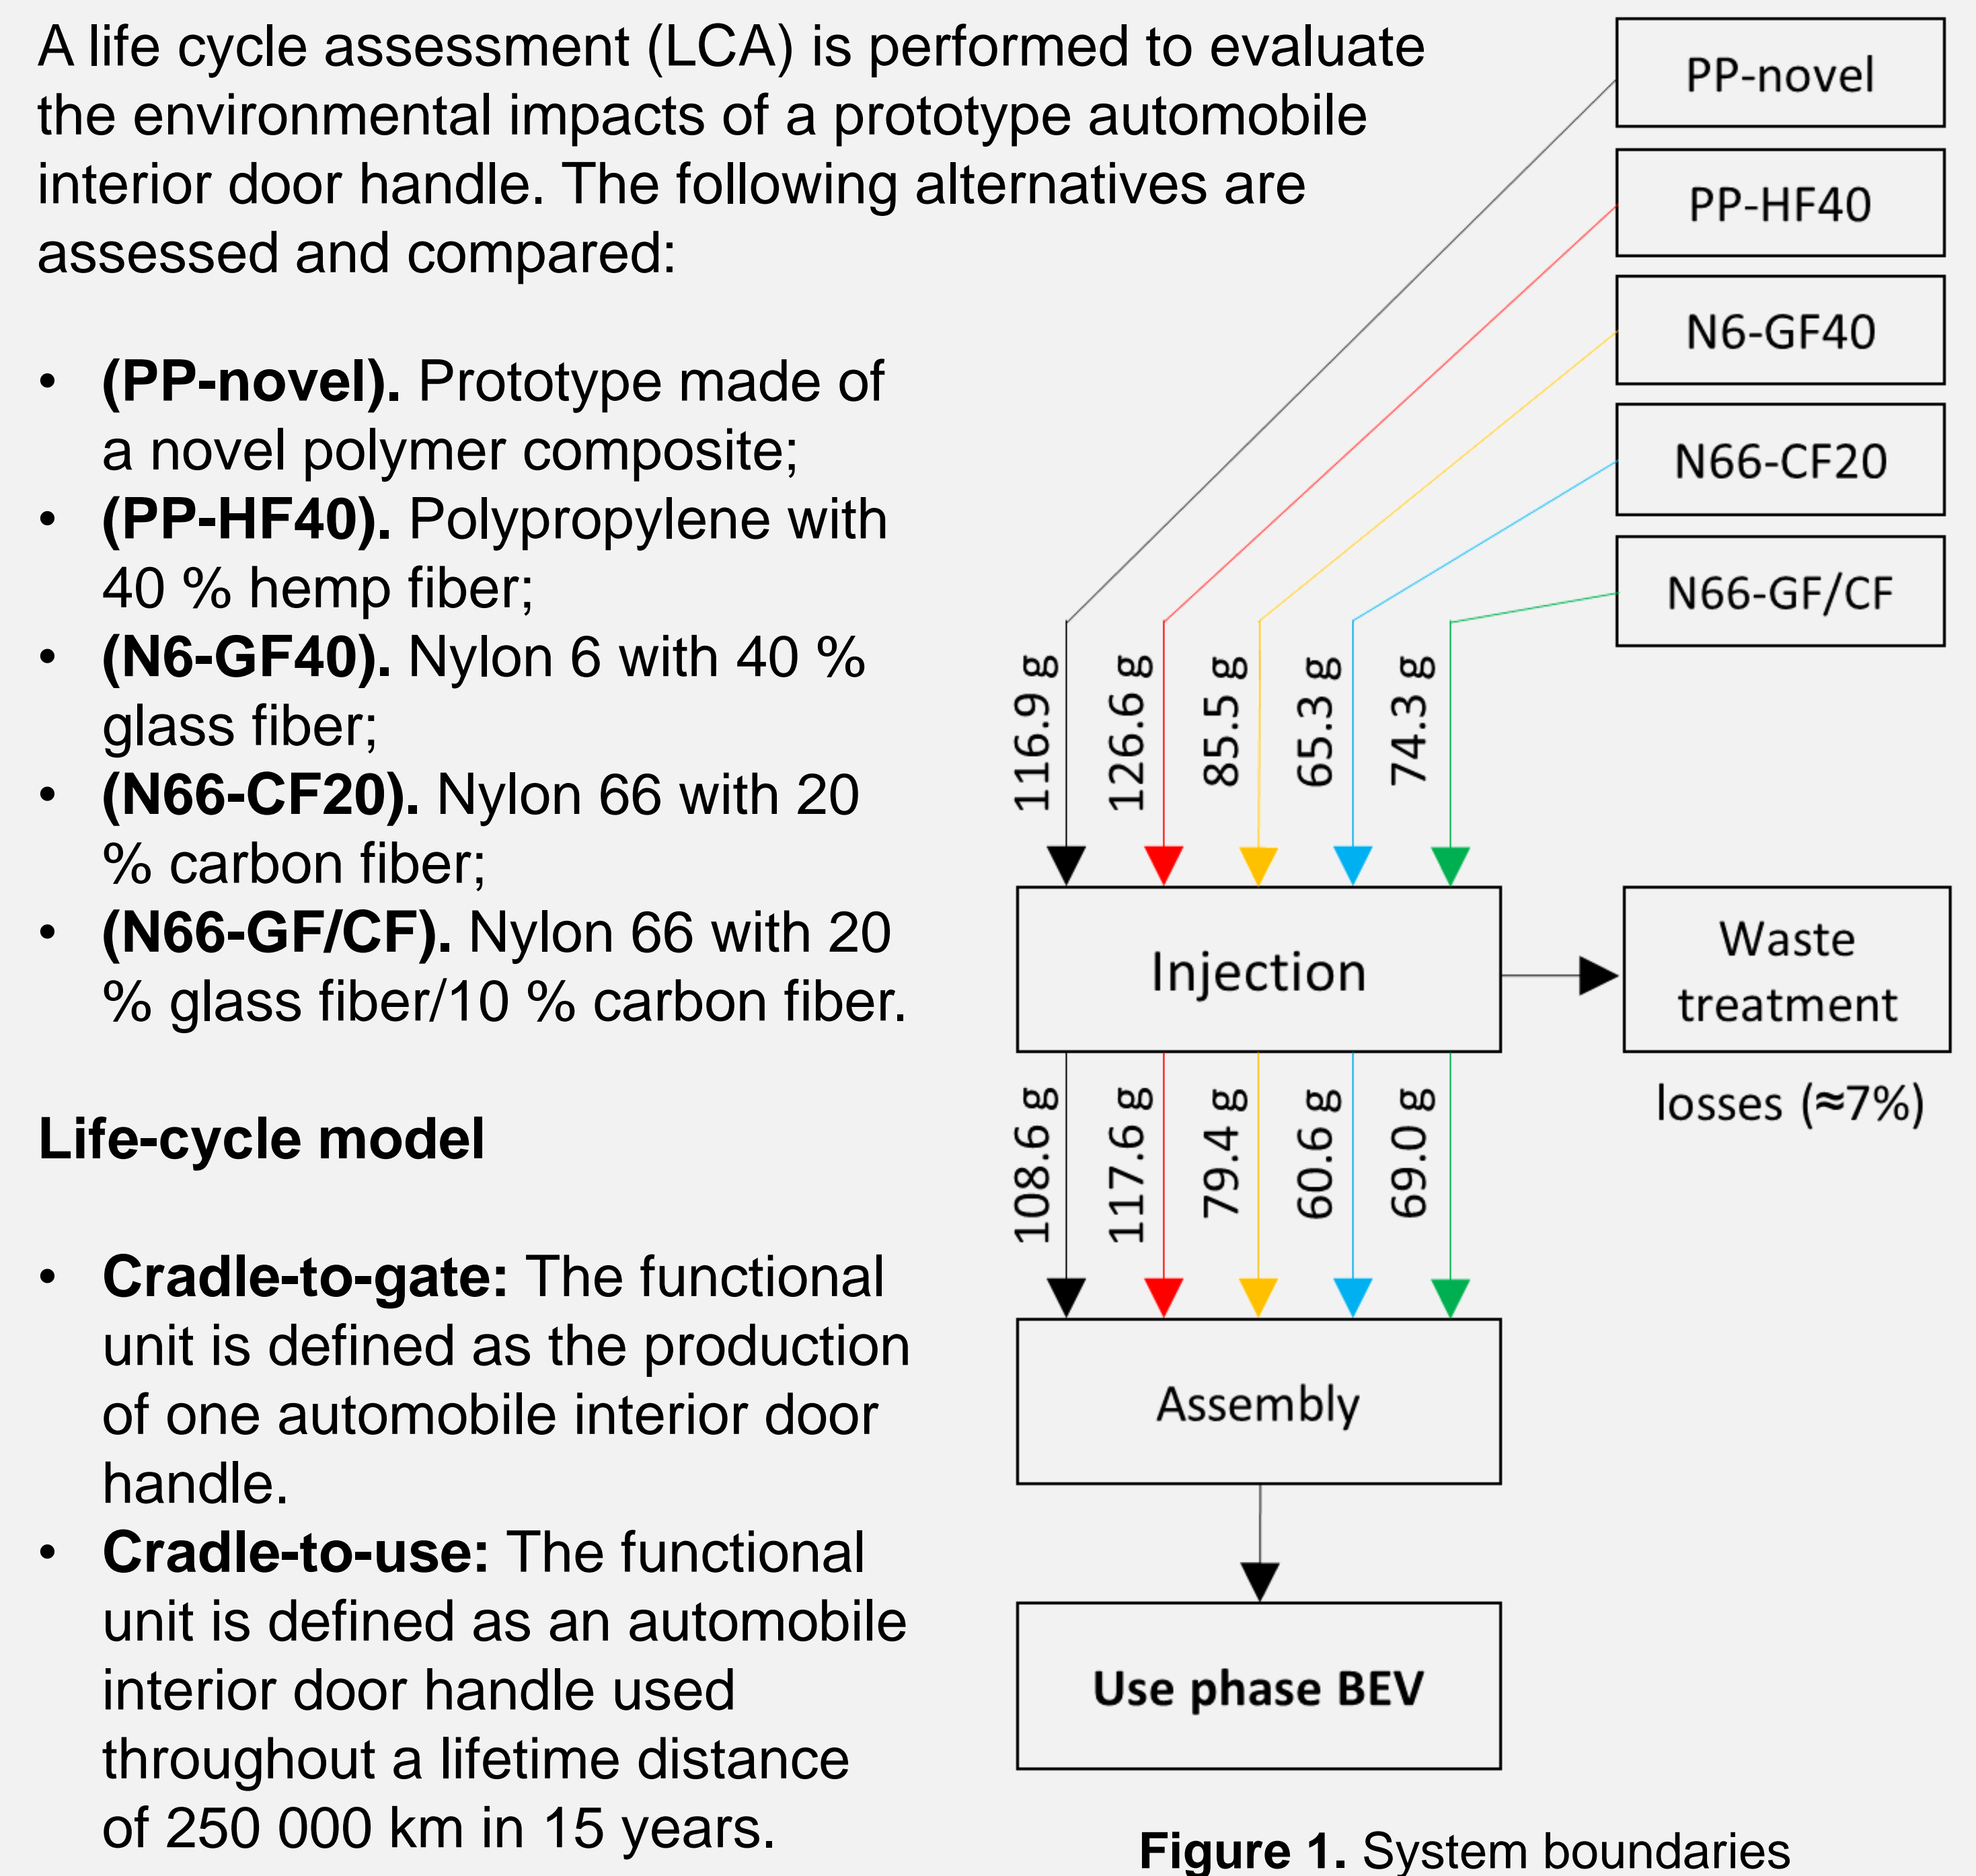 A life cycle assessment (LCA) is performed to evaluate
the environmental impacts of a prototype automobile
interior door handle. The following alternatives are
assessed and compared:
• (PP-novel). Prototype made of
a novel polymer composite;
• (PP-HF40). Polypropylene with
40 % hemp fiber;
• (N6-GF40). Nylon 6 with 40 %
glass fiber;
• (N66-CF20). Nylon 66 with 20
% carbon fiber;
• (N66-GF/CF). Nylon 66 with 20
% glass fiber/10 % carbon fiber.
Life-cycle model
• Cradle-to-gate: The functional
unit is defined as the production
of one automobile interior door
handle.
• Cradle-to-use: The functional
unit is defined as an automobile
interior door handle used
throughout a lifetime distance
of 250 000 km in 15 years.
PP-novel
PP-HF40
N6-GF40
N66-CF20
N66-GF/CF
116.9 g
126.6 g
85.5 g
65.3 g
74.3 g
Injection
Waste
treatment
losses (≈7%)
108.6 g
117.6 g
79.4 g
60.6 g
69.0 g
Assembly
Use phase BEV
Figure 1. System boundaries